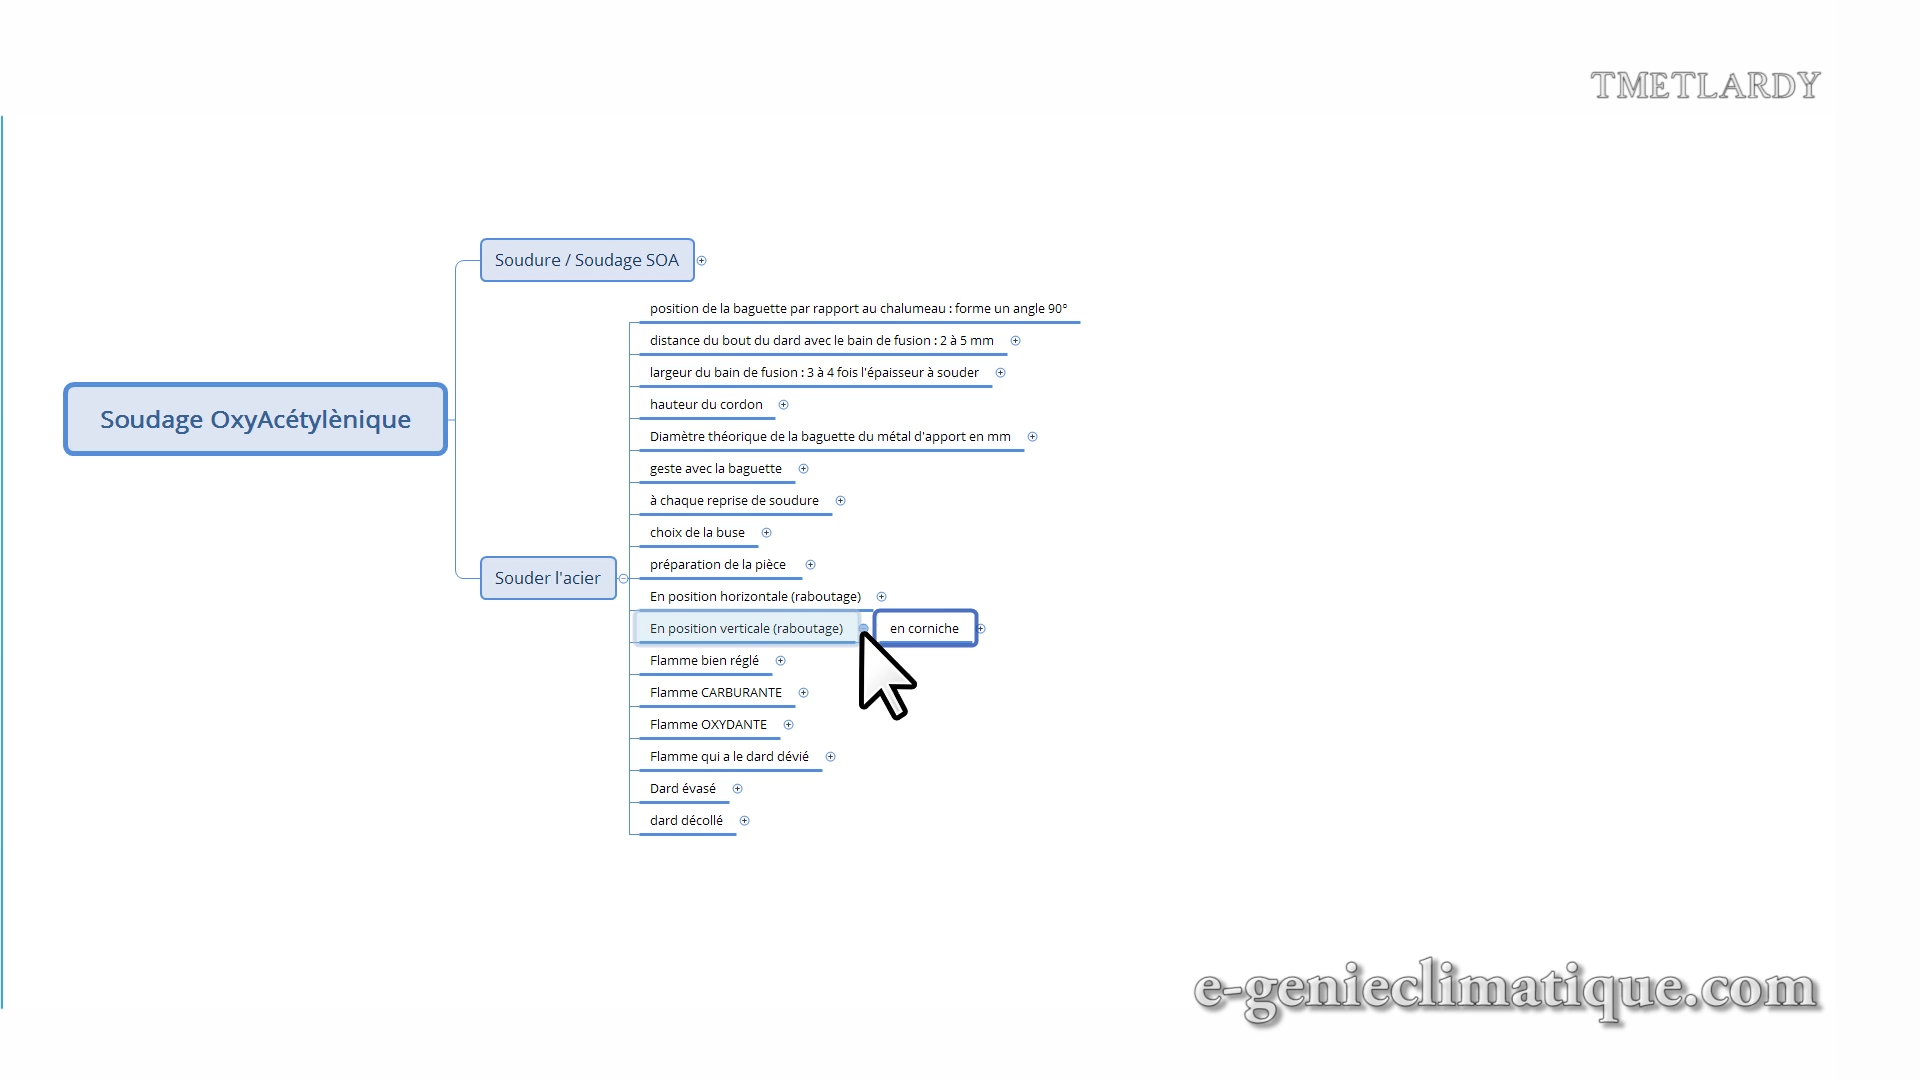 TMETLARDY
Soudure / Soudage SOA
position de la baguette par rapport au chalumeau : forme un angle 90°
distance du bout du dard avec le bain de fusion : 2 à 5 mm
largeur du bain de fusion : 3 à 4 fois l'épaisseur à souder
hauteur du cordon
Soudage OxyAcétylènique
Diamètre théorique de la baguette du métal d'apport en mm
geste avec la baguette
à chaque reprise de soudure
choix de la buse
préparation de la pièce
Souder l'acier
En position horizontale (raboutage)
En position verticale (raboutage) en corniche
Flamme bien réglé
Flamme CARBURANTE
Flamme OXYDANTE
Flamme qui a le dard dévié
Dard évasé
dard décollé
e-genieclimatique.com